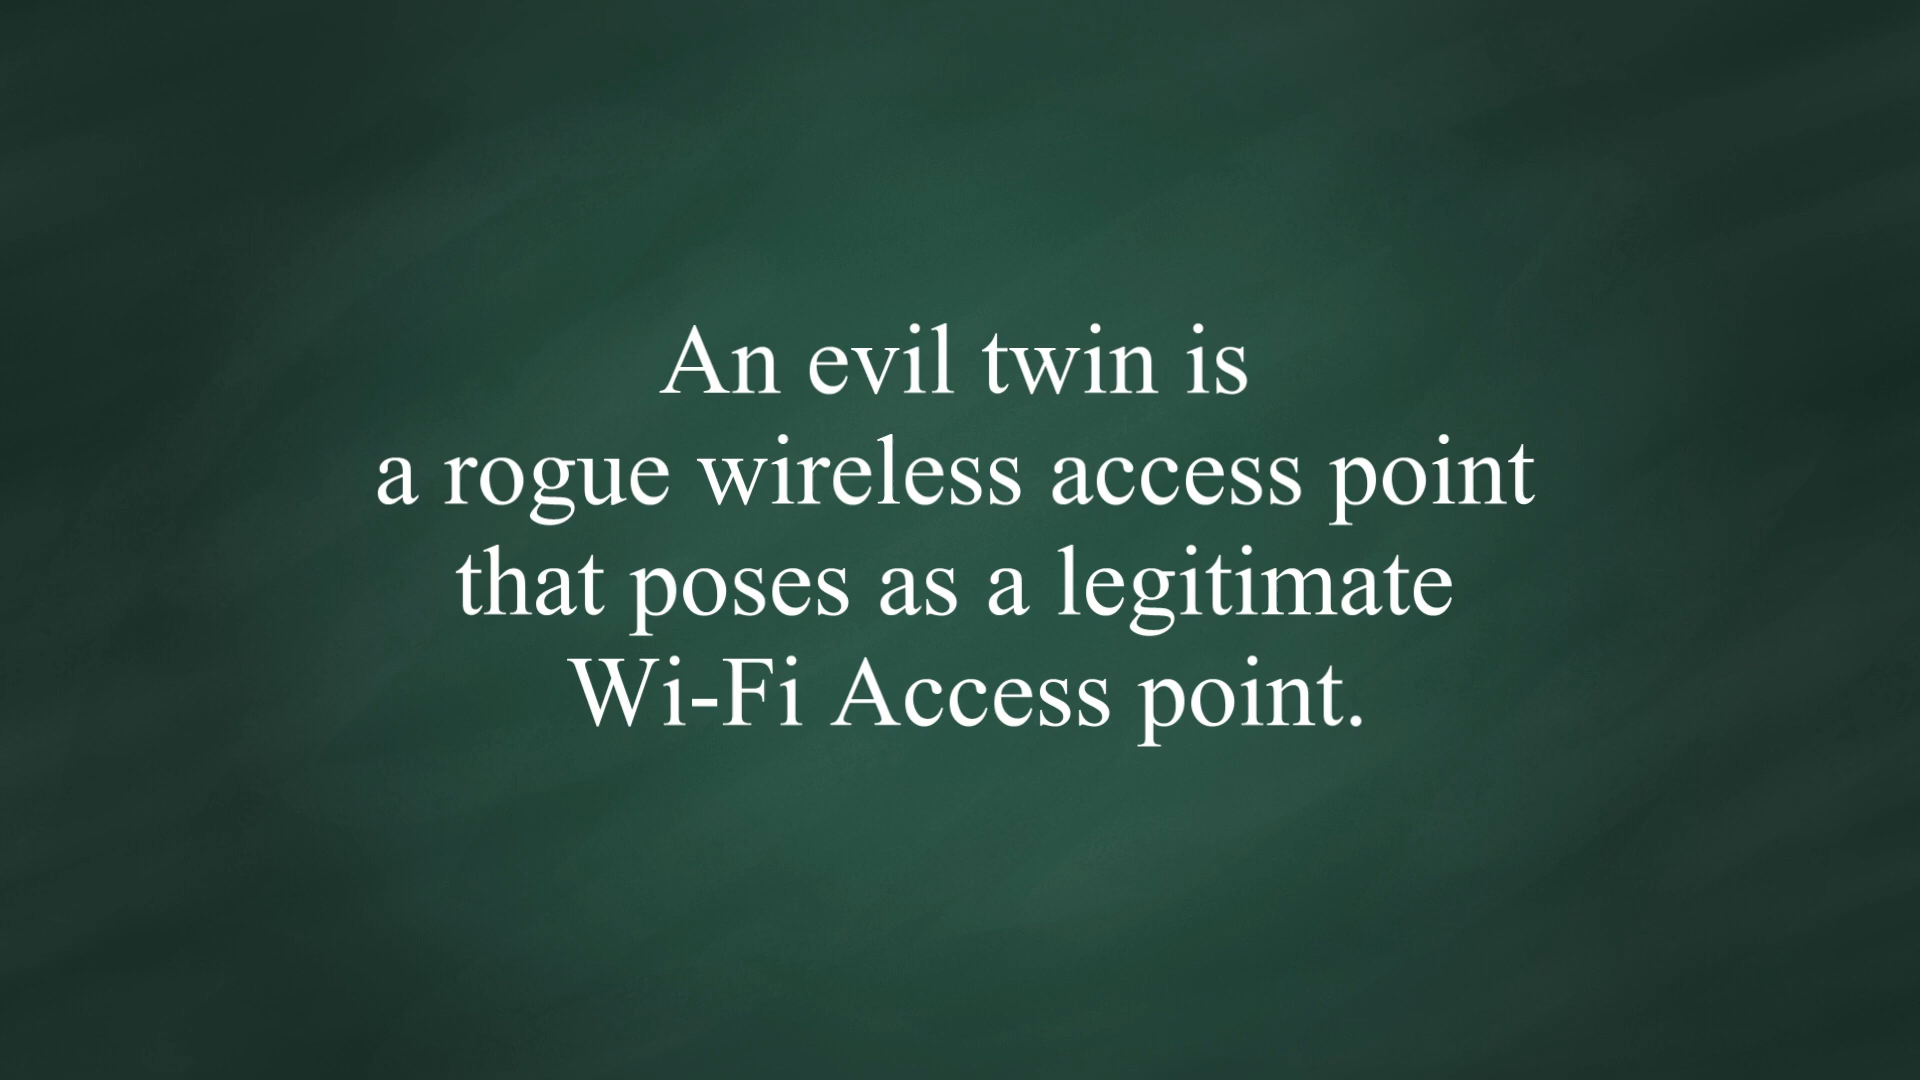 An evil twin is
a rogue wireless access point
that poses as a legitimate
Wi-Fi Access point.